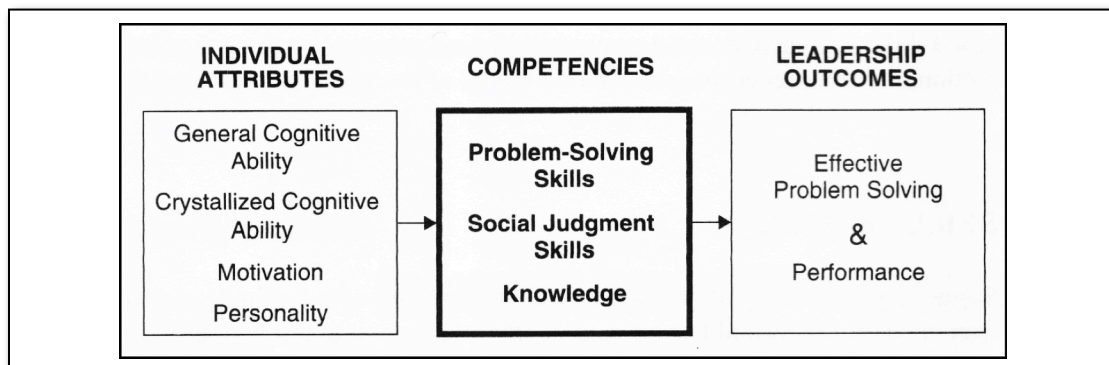 INDIVIDUAL
ATTRIBUTES
General Cognitive
Ability
Crystallized Cognitive
Ability
Motivation
Personality
COMPETENCIES
Problem-Solving
Skills
Social Judgment
Skills
Knowledge
LEADERSHIP
OUTCOMES
Effective
Problem Solving
&
Performance